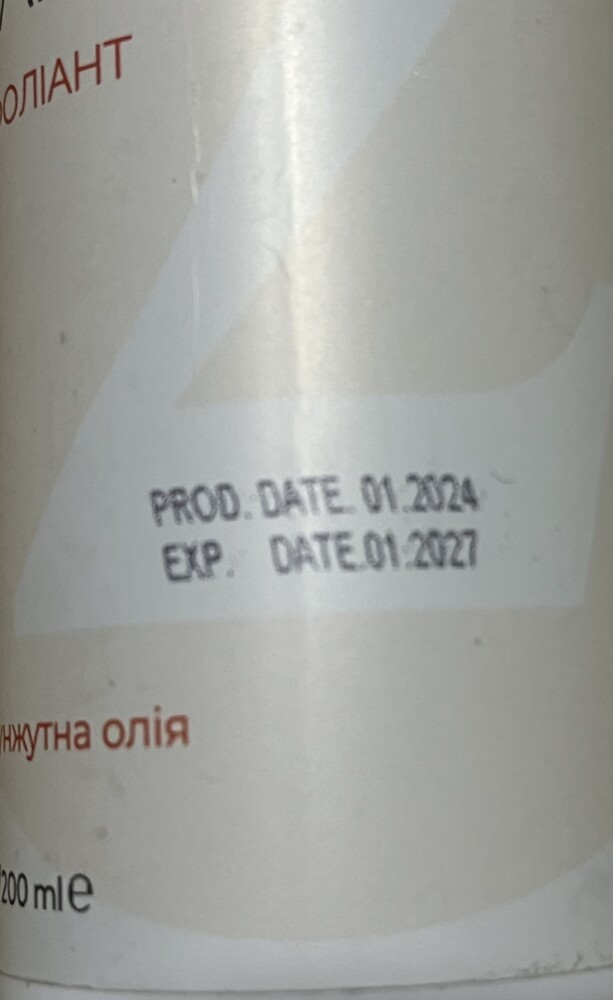 ОЛІАНТ
PROD. DATE. 01.2024
EXP. DATE.01.2027
нжутна олія
200 ml e